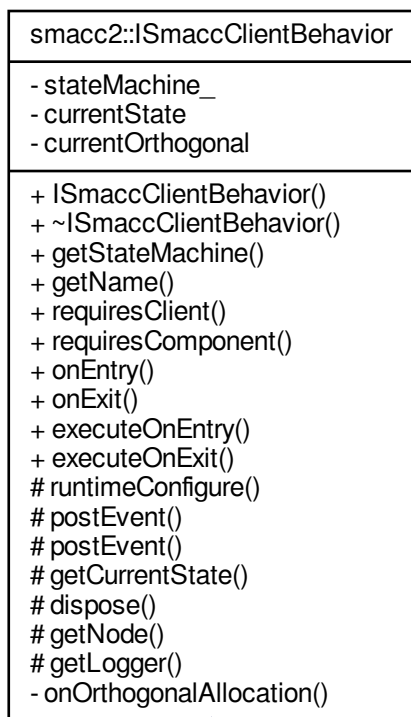 smacc2::ISmaccClientBehavior
- stateMachine_
- currentState
- currentOrthogonal
+ ISmaccClientBehavior()
+ ~ISmaccClientBehavior()
+ getStateMachine()
+ getName()
+ requiresClient()
+ requiresComponent()
+ onEntry()
+ onExit()
+ executeOnEntry()
+ executeOnExit()
# runtimeConfigure()
# postEvent()
# postEvent()
# getCurrentState()
# dispose()
# getNode()
# getLogger()
- onOrthogonalAllocation()